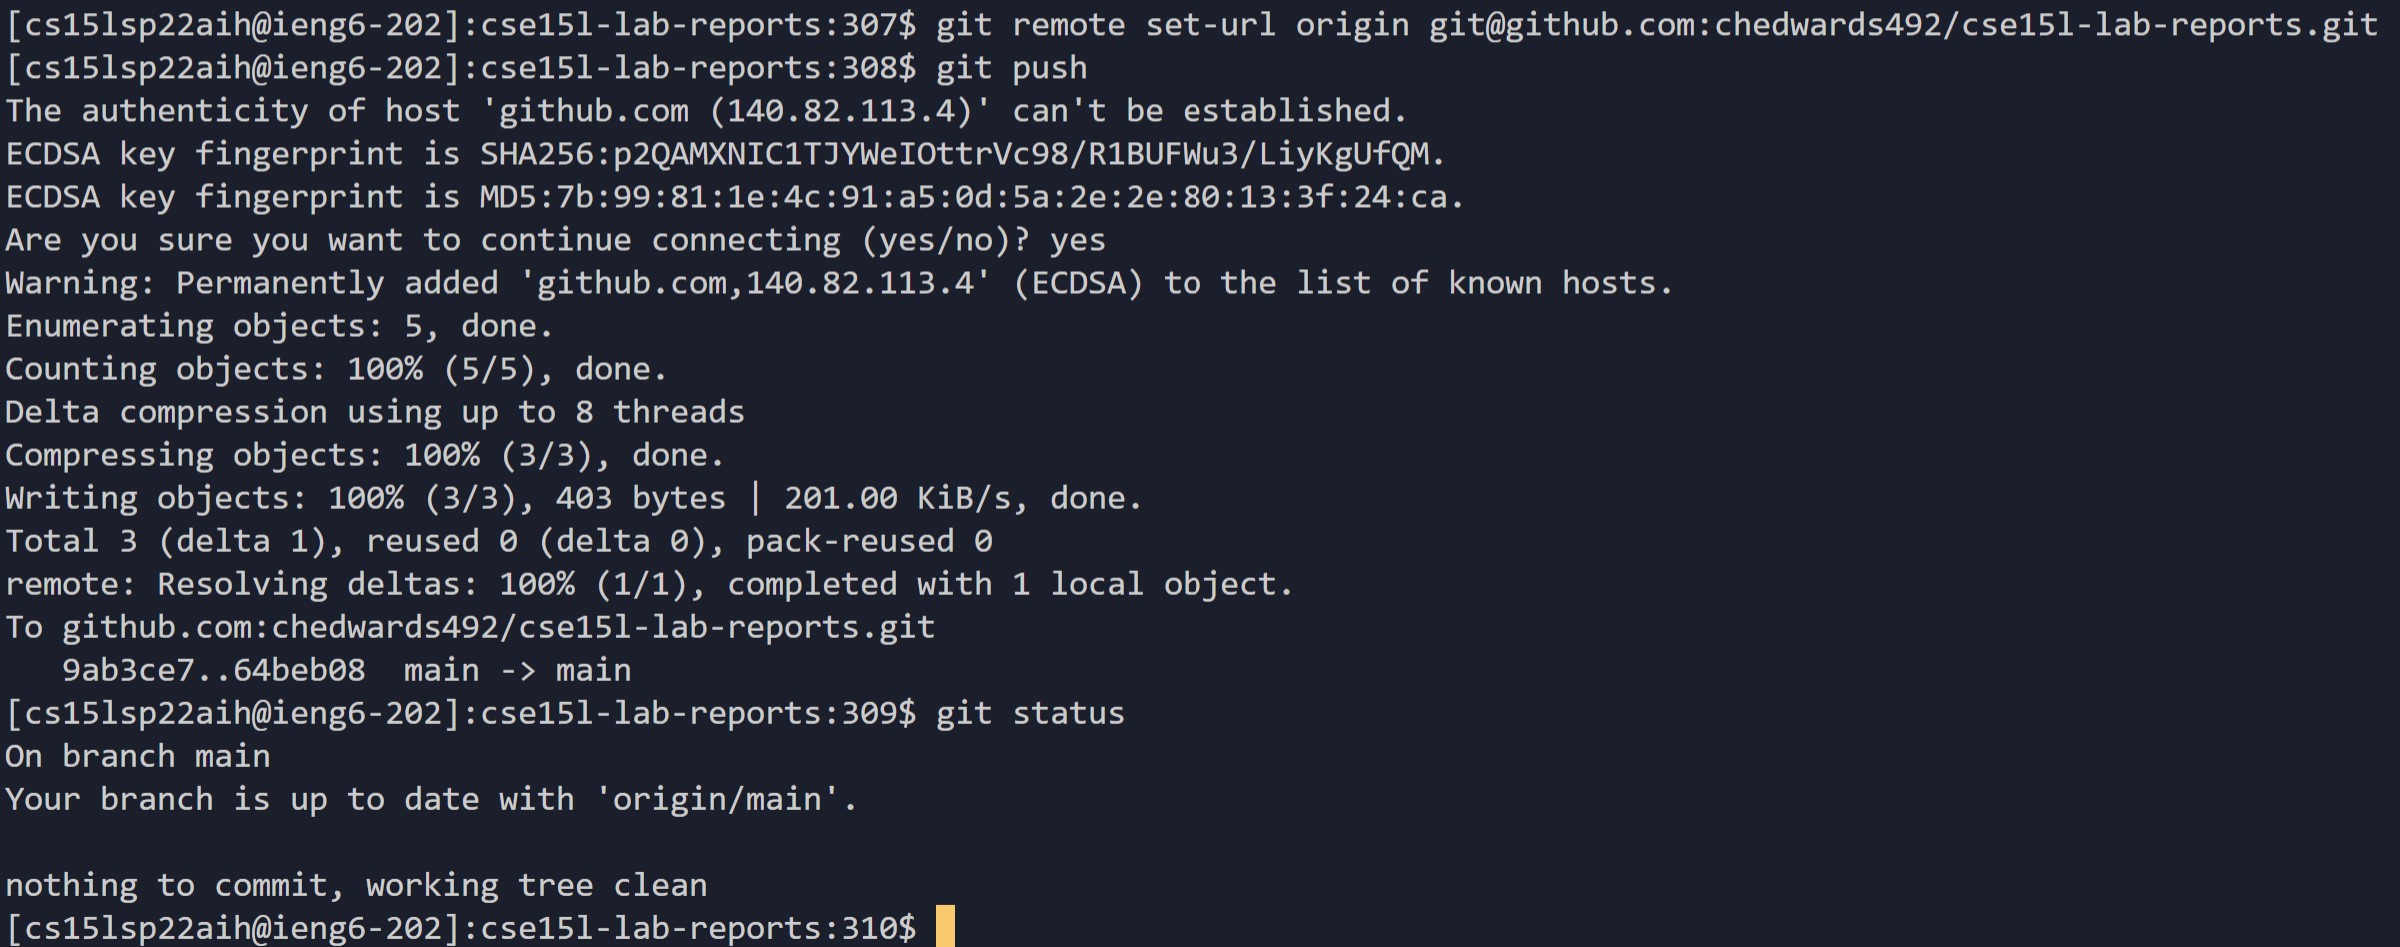 [cs15lsp22aih@ieng6-202]:cse15l-lab-reports:307$ git remote set-url origin git@github.com:chedwards492/cse15l-lab-reports.git
[cs15lsp22aih@ieng6-202]:cse15l-lab-reports:308$ git push
The authenticity of host 'github.com (140.82.113.4)' can't be established.
ECDSA key fingerprint is SHA256:p2QAMXNIC1TJYWeIOttrVc98/R1BUFWu3/LiyKgUfQM.
ECDSA key fingerprint is MD5:7b:99:81:1e:4c:91:a5:0d:5a:2e:2e:80:13:3f:24:ca.
Are you sure you want to continue connecting (yes/no)? yes
Warning: Permanently added 'github.com,140.82.113.4' (ECDSA) to the list of known hosts.
Enumerating objects: 5, done.
Counting objects: 100% (5/5), done.
Delta compression using up to 8 threads
Compressing objects: 100% (3/3), done.
Writing objects: 100% (3/3), 403 bytes | 201.00 KiB/s, done.
Total 3 (delta 1), reused 0 (delta 0), pack-reused 0
remote: Resolving deltas: 100% (1/1), completed with 1 local object.
To github.com:chedwards492/cse15l-lab-reports.git
   9ab3ce7..64beb08  main -> main
[cs15lsp22aih@ieng6-202]:cse15l-lab-reports:309$ git status
On branch main
Your branch is up to date with 'origin/main'.

nothing to commit, working tree clean
[cs15lsp22aih@ieng6-202]:cse15l-lab-reports:310$